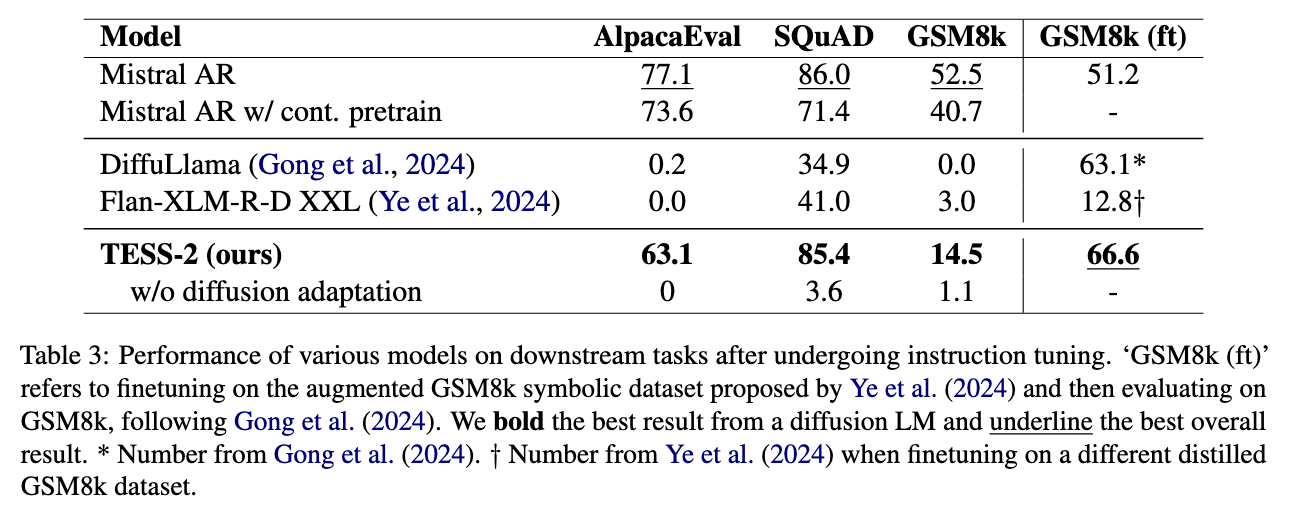 Model AlpacaEval SQuAD GSM8k GSM8k (ft)
Mistral AR 77.1 86.0 52.5 51.2
Mistral AR w/ cont. pretrain 73.6 71.4 40.7 -
DiffuLlama (Gong et al., 2024) 0.2 34.9 0.0 63.1*
Flan-XLM-R-D XXL (Ye et al., 2024) 0.0 41.0 3.0 12.8†
TESS-2 (ours) 63.1 85.4 14.5 66.6
w/o diffusion adaptation 0 3.6 1.1 -
Table 3: Performance of various models on downstream tasks after undergoing instruction tuning. ‘GSM8k (ft)’
refers to finetuning on the augmented GSM8k symbolic dataset proposed by Ye et al. (2024) and then evaluating on
GSM8k, following Gong et al. (2024). We bold the best result from a diffusion LM and underline the best overall
result. * Number from Gong et al. (2024). † Number from Ye et al. (2024) when finetuning on a different distilled
GSM8k dataset.